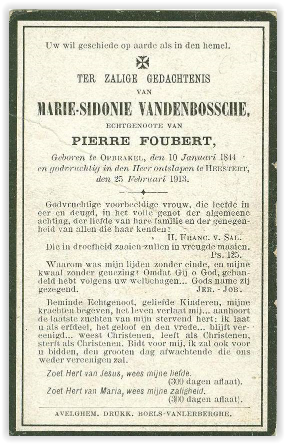 Uw wil geschiede op aarde als in den hemel.
TER ZALIGE GEDACHTENIS
VAN
MARIE-SIDONIE VANDENBOSSCHE,
ECHTGENOOTE VAN
PIERRE FOUBERT,
Geboren te OPBRAKEL, den 10 Januari 1844
en godvruchtig in den Heer ontslapen te HEESTERT,
den 25 Februari 1913.
Godvruchtige voorbeeldige vrouw, die leefde in
eer en deugd, in het volle genot der algemeene
achting, der liefde van hare familie en der genegen-
heid van allen die haar kenden:
H. FRANC. V. SAL.
Die in droefheid zaaien zullen in vreugde maaien.
Ps. 125.
Waarom was mijn lijden zonder einde, en mijne
kwaal zonder genezing? Omdat Gij o God, gehan-
deld hebt volgens uw welbehagen... Gods naam zij
gezegend. JER. - JOB.
Beminde Echtgenoot, geliefde Kinderen, mijne
krachten begeven, het leven verlaat mij... aanhoort
de laatste zuchten van mijn stervend hert: ik laat
u als erfdeel, het geloof en den vrede... blijft ver-
eenigd. Weest Christenen, leeft als Christenen,
sterft als Christenen. Bidt voor mij, ik zal ook voor
u bidden, den grooten dag afwachtende die ons
weder vereenigen zal.
Zoet Hert van Jesus, wees mijne liefde.
(300 dagen aflaat).
Zoet Hert van Maria, wees mijne zaligheid.
(300 dagen aflaat).
AVELGHEM, DRUKK. BOELS-VANLERBERGHE.